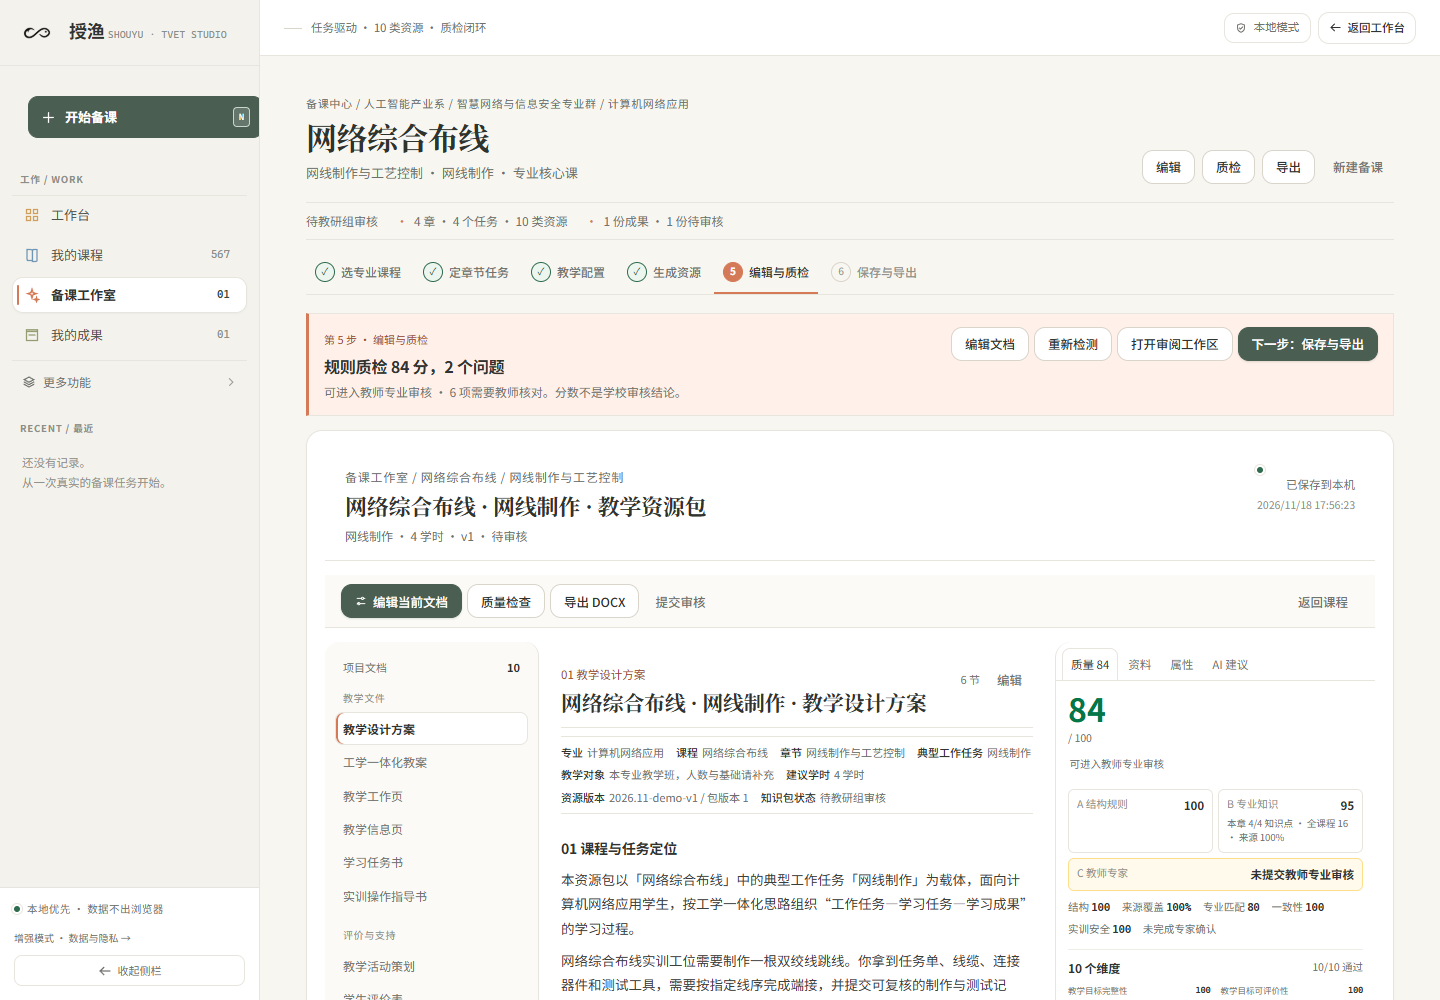 授渔 SHOUYU · TVET STUDIO
开始备课 N
工作 / WORK
工作台
我的课程 567
备课工作室 01
我的成果 01
更多功能
RECENT / 最近
还没有记录。
从一次真实的备课任务开始。
本地优先 · 数据不出浏览器
增强模式 · 数据与隐私 →
收起侧栏
任务驱动 · 10 类资源 · 质检闭环
本地模式
返回工作台
备课中心 / 人工智能产业系 / 智慧网络与信息安全专业群 / 计算机网络应用
网络综合布线
网线制作与工艺控制 · 网线制作 · 专业核心课
编辑
质检
导出
新建备课
待教研组审核 · 4 章 · 4 个任务 · 10 类资源 · 1 份成果 · 1 份待审核
选专业课程
定章节任务
教学配置
生成资源
5 编辑与质检
6 保存与导出
第 5 步 · 编辑与质检
规则质检 84 分，2 个问题
可进入教师专业审核 · 6 项需要教师核对。分数不是学校审核结论。
编辑文档
重新检测
打开审阅工作区
下一步：保存与导出
备课工作室 / 网络综合布线 / 网线制作与工艺控制
网络综合布线 · 网线制作 · 教学资源包
网线制作 · 4 学时 · v1 · 待审核
已保存到本机
2026/11/18 17:56:23
编辑当前文档
质量检查
导出 DOCX
提交审核
返回课程
项目文档 10
教学文件
教学设计方案
工学一体化教案
教学工作页
教学信息页
学习任务书
实训操作指导书
评价与支持
教学活动策划
学生评价表
01 教学设计方案
网络综合布线 · 网线制作 · 教学设计方案
6 节
编辑
专业 计算机网络应用 课程 网络综合布线 章节 网线制作与工艺控制 典型工作任务 网线制作
教学对象 本专业教学班，人数与基础请补充 建议学时 4 学时
资源版本 2026.11-demo-v1 / 包版本 1 知识包状态 待教研组审核
01 课程与任务定位
本资源包以「网络综合布线」中的典型工作任务「网线制作」为载体，面向计
算机网络应用学生，按工学一体化思路组织“工作任务—学习任务—学习成果”
的学习过程。
网络综合布线实训工位需要制作一根双绞线跳线。你拿到任务单、线缆、连接
器件和测试工具，需要按指定线序完成端接，并提交可复核的制作与测试记
质量 84
资料
属性
AI 建议
84
/ 100
可进入教师专业审核
A 结构规则 100
B 专业知识 95
本章 4/4 知识点 · 全课程 16
· 来源 100%
C 教师专家 未提交教师专业审核
结构 100 来源覆盖 100% 专业匹配 80 一致性 100
实训安全 100 未完成专家确认
10 个维度 10/10 通过
教学目标完整性 100 教学目标可评价性 100